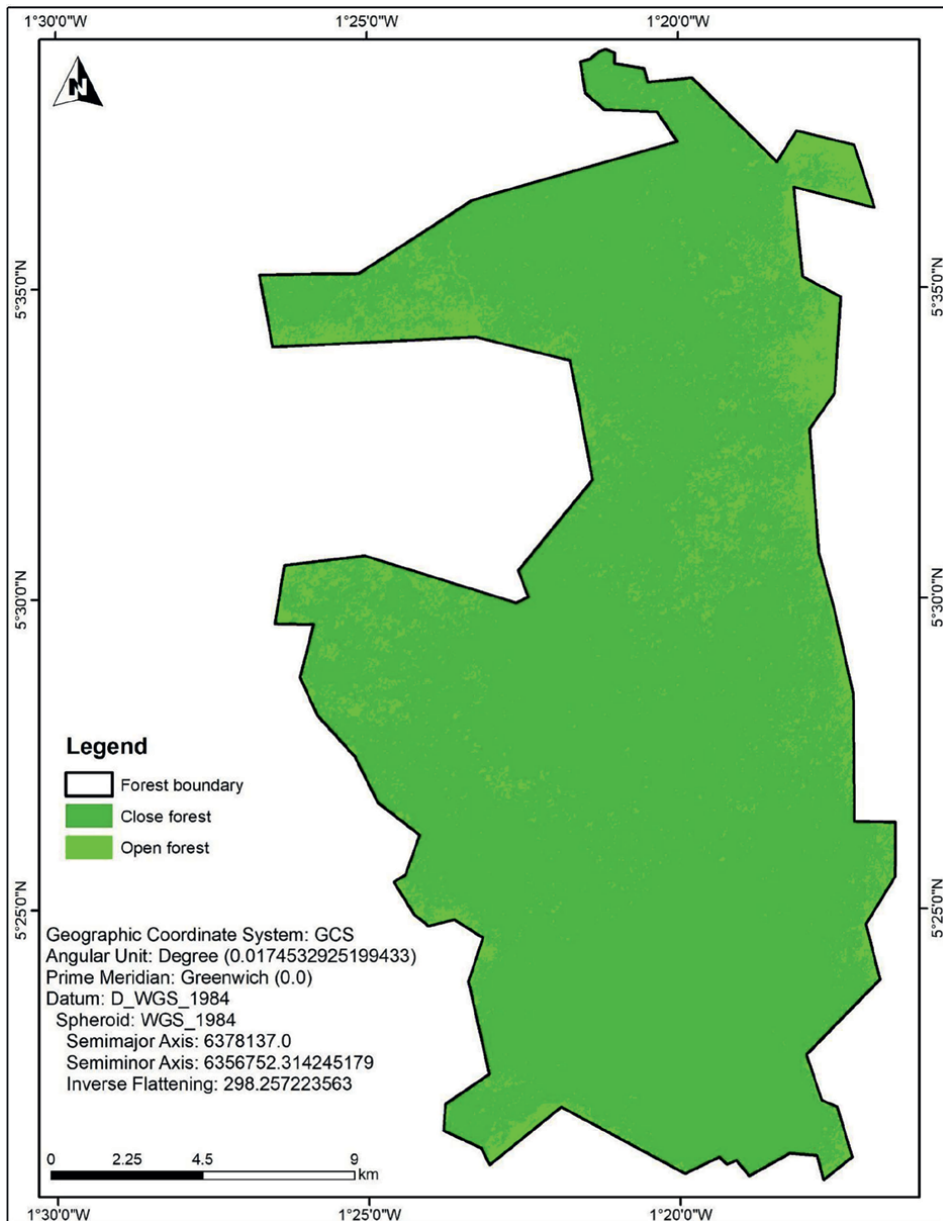 1°30'0"W 1°25'0"W 1°20'0"W
N
5°35'0"N 5°35'0"N
5°30'0"N 5°30'0"N
Legend
Forest boundary
Close forest
Open forest
5°25'0"N 5°25'0"N
Geographic Coordinate System: GCS
Angular Unit: Degree (0.0174532925199433)
Prime Meridian: Greenwich (0.0)
Datum: D_WGS_1984
Spheroid: WGS_1984
Semimajor Axis: 6378137.0
Semiminor Axis: 6356752.314245179
Inverse Flattening: 298.257223563
0 2.25 4.5 9
km
1°30'0"W 1°25'0"W 1°20'0"W